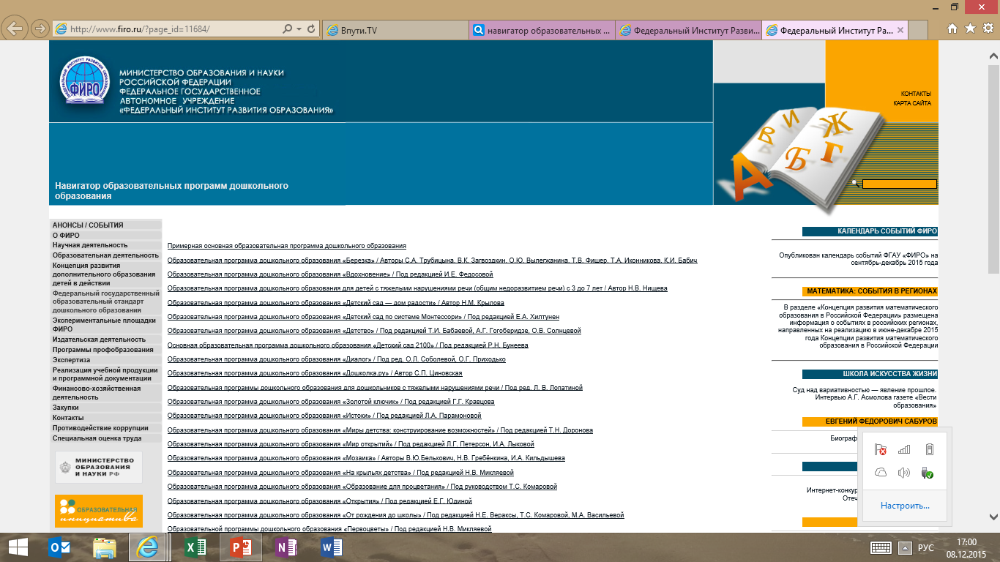 http://www.firo.ru/?page_id=11684/
Впути.TV
навигатор образовательных ...
Федеральный Институт Разви...
Федеральный Институт Ра...
ФИРО
МИНИСТЕРСТВО ОБРАЗОВАНИЯ И НАУКИ
РОССИЙСКОЙ ФЕДЕРАЦИИ
ФЕДЕРАЛЬНОЕ ГОСУДАРСТВЕННОЕ
АВТОНОМНОЕ УЧРЕЖДЕНИЕ
«ФЕДЕРАЛЬНЫЙ ИНСТИТУТ РАЗВИТИЯ ОБРАЗОВАНИЯ»
КОНТАКТЫ
КАРТА САЙТА
В И Ж
Б Г
А
Навигатор образовательных программ дошкольного
образования
АНОНСЫ / СОБЫТИЯ
О ФИРО
Научная деятельность
Образовательная деятельность
Концепция развития
дополнительного образования
детей в действии
Федеральный государственный
образовательный стандарт
дошкольного образования
Экспериментальные площадки
ФИРО
Издательская деятельность
Программы профобразования
Экспертиза
Реализация учебной продукции
и программной документации
Финансово-хозяйственная
деятельность
Закупки
Контакты
Противодействие коррупции
Специальная оценка труда
МИНИСТЕРСТВО
ОБРАЗОВАНИЯ
И НАУКИ РФ
ОБРАЗОВАТЕЛЬНАЯ
инициатива
Примерная основная образовательная программа дошкольного образования
Образовательная программа дошкольного образования «Березка» / Авторы С.А. Трубицына, В.К. Загвоздкин, О.Ю. Вылегжанина, Т.В. Фишер, Т.А. Иконникова, К.И. Бабич
Образовательная программа дошкольного образования «Вдохновение» / Под редакцией И.Е. Федосовой
Образовательная программа дошкольного образования для детей с тяжелыми нарушениями речи (общим недоразвитием речи) с 3 до 7 лет / Автор Н.В. Нищева
Образовательная программа дошкольного образования «Детский сад — дом радости» / Автор Н.М. Крылова
Образовательная программа дошкольного образования «Детский сад по системе Монтессори» / Под редакцией Е.А. Хилтунен
Образовательная программа дошкольного образования «Детство» / Под редакцией Т.И. Бабаевой, А.Г. Гогоберидзе, О.В. Солнцевой
Основная образовательная программа дошкольного образования «Детский сад 2100» / Под редакцией Р.Н. Бунеева
Образовательная программа дошкольного образования «Диалог» / Под ред. О.Л. Соболевой, О.Г. Приходько
Образовательная программа дошкольного образования «Дошколка.ру» / Автор С.П. Циновская
Образовательная программы дошкольного образования для дошкольников с тяжелыми нарушениями речи / Под ред. Л. В. Лопатиной
Образовательная программа дошкольного образования «Золотой ключик» / Под редакцией Г.Г. Кравцова
Образовательная программа дошкольного образования «Истоки» / Под редакцией Л.А. Парамоновой
Образовательная программа дошкольного образования «Миры детства: конструирование возможностей» / Под редакцией Т.Н. Доронова
Образовательная программа дошкольного образования «Мир открытий» / Под редакцией Л.Г. Петерсон, И.А. Лыковой
Образовательная программа дошкольного образования «Мозаика» / Авторы В.Ю.Белькович, Н.В. Гребёнкина, И.А. Кильдышева
Образовательная программа дошкольного образования «На крыльях детства» / Под редакцией Н.В. Микляевой
Образовательная программа дошкольного образования «Образование для процветания» / Под руководством Т.С. Комаровой
Образовательная программа дошкольного образования «Открытия» / Под редакцией Е.Г. Юдиной
Образовательная программа дошкольного образования «От рождения до школы» / Под редакцией Н.Е. Вераксы, Т.С. Комаровой, М.А. Васильевой
Образовательной программы дошкольного образования «Первоцветы» / Под редакцией Н.В. Микляевой
КАЛЕНДАРЬ СОБЫТИЙ ФИРО
Опубликован календарь событий ФГАУ «ФИРО» на
сентябрь-декабрь 2015 года
МАТЕМАТИКА: СОБЫТИЯ В РЕГИОНАХ
В разделе «Концепция развития математического
образования в Российской Федерации» размещена
информация о событиях в российских регионах,
направленных на реализацию в июне-декабре 2015
года Концепции развития математического
образования в Российской Федерации
ШКОЛА ИСКУССТВА ЖИЗНИ
Суд над вариативностью — явление прошлое.
Интервью А.Г. Асмолова газете «Вести
образования»
ЕВГЕНИЙ ФЕДОРОВИЧ САБУРОВ
Биограф
Интернет-конкур
Отеч
Настроить...
РУС
17:00
08.12.2015